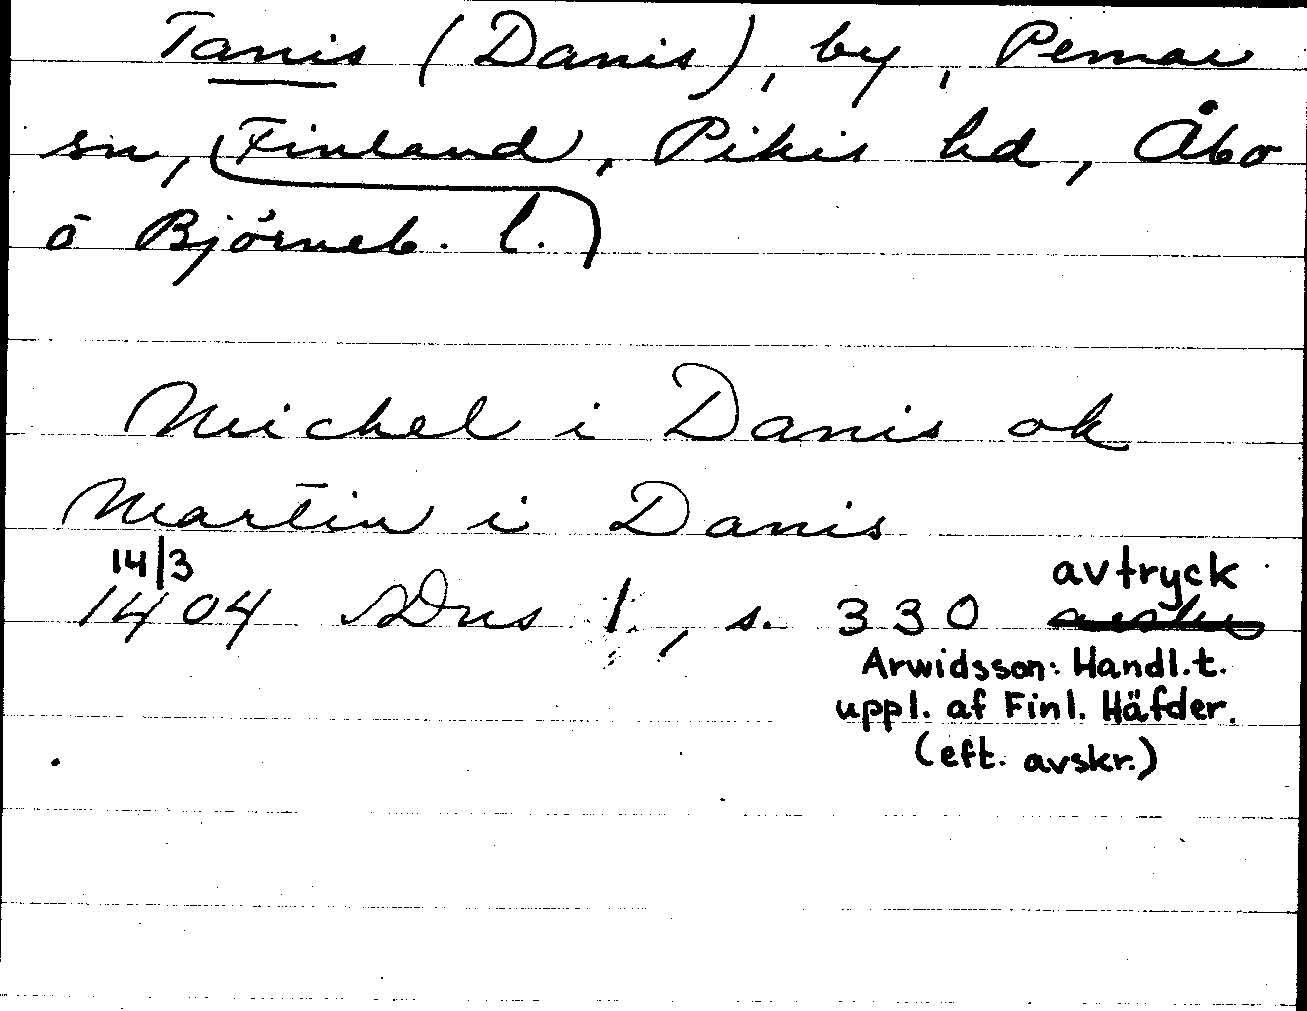 Tanis (Danis), by, Pemar
sn, Finland, Pikis hd, Åbo
o Björneb. l.
Michel i Danis ok
Martin i Danis
14/3
1404 SDns 1, s. 330 avtryck
Arwidsson: Handl. t.
uppl. af Finl. Häfder.
(eft. avskr.)